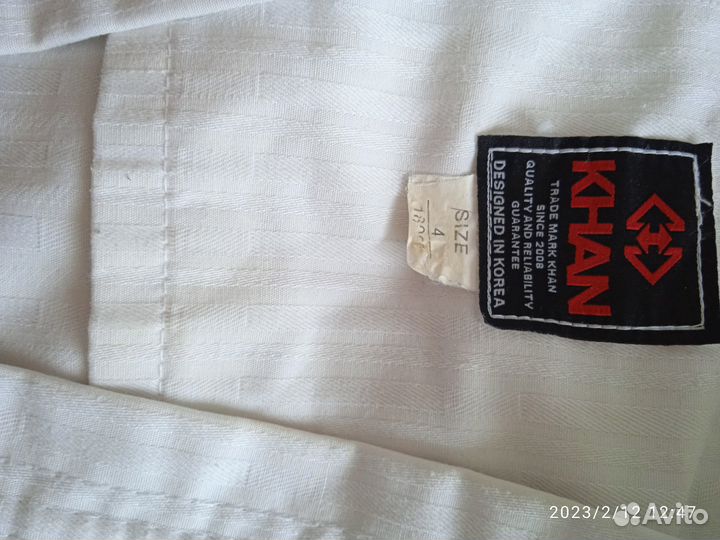 KHAN
TRADE MARK KHAN
SINCE 2008
QUALITY AND RELIABILITY
GUARANTEE
DESIGNED IN KOREA
SIZE
4
2023/2/12 12:47
Avito